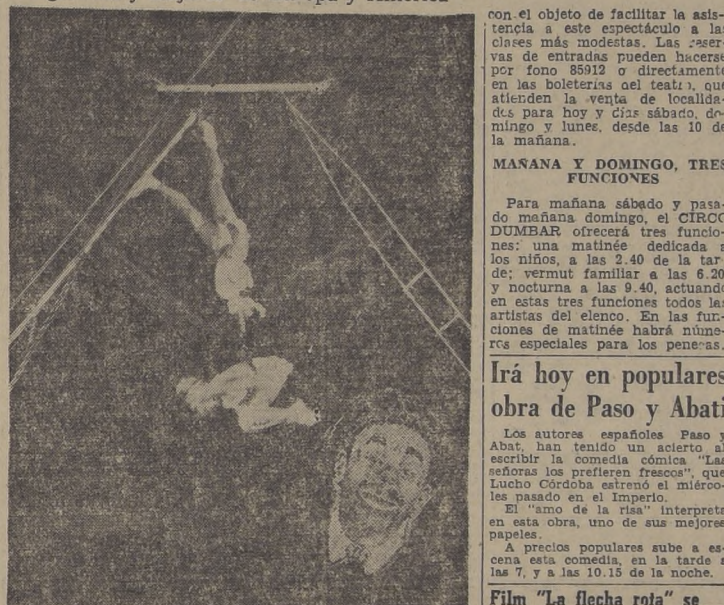 con el objeto de facilitar la asis-
tencia a este espectáculo a las
clases más modestas. Las reser-
vas de entradas pueden hacerse
por fono 85912 o directamente
en las boleterías del teatro, que
atienden la venta de localida-
des para hoy y días sábado, do-
mingo y lunes, desde las 10 de
la mañana.
MAÑANA Y DOMINGO, TRES
FUNCIONES
Para mañana sábado y pasa-
do mañana domingo, el CIRCO
DUMBAR ofrecerá tres funcio-
nes: una matinée dedicada a
los niños, a las 2.40 de la tar
de; vermut familiar a las 6.20
y nocturna a las 9.40, actuando
en estas tres funciones todos las
artistas del elenco. En las fun-
ciones de matinée habrá núme-
ros especiales para los peneras.
Irá hoy en populares
obra de Paso y Abati
Los autores españoles Paso y
Abat, han tenido un acierto al
escribir la comedia cómica "Las
señoras los prefieren frescos", que
Lucho Córdoba estrenó el miérco-
les pasado en el Imperio.
El "amo de la risa" interpreta
en esta obra, uno de sus mejores
papeles.
A precios populares sube a es-
cena esta comedia, en la tarde a
las 7, y a las 10.15 de la noche.
Film "La flecha rota" se